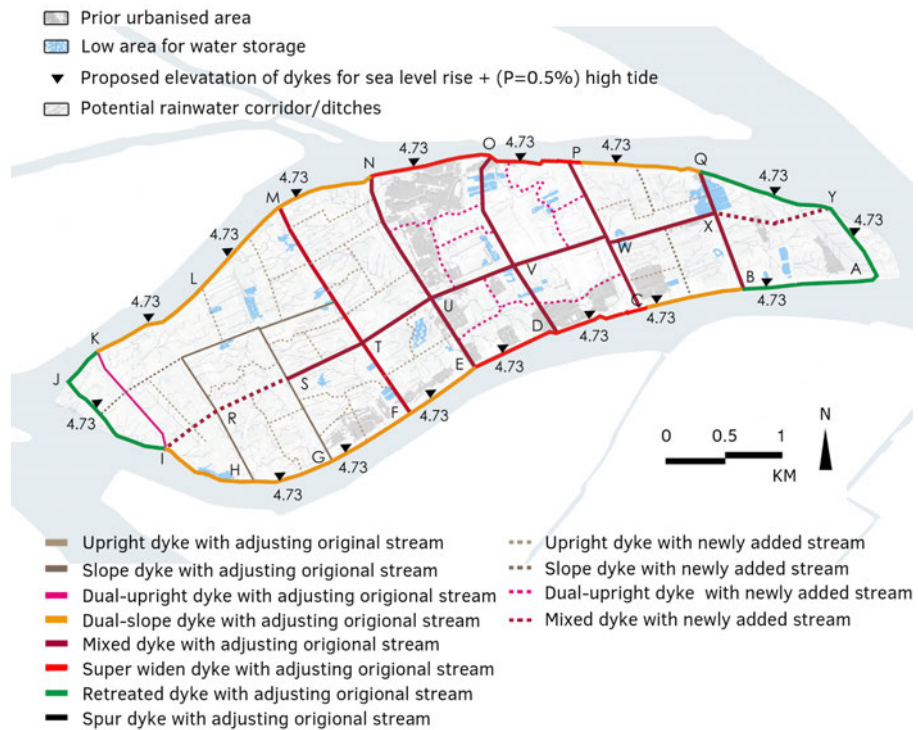 Prior urbanised area
Low area for water storage
Proposed elevatation of dykes for sea level rise + (P=0.5%) high tide
Potential rainwater corridor/ditches
4.73
O
4.73
P
4.73
N
4.73
Q
4.73
M
Y
4.73
4.73
X
W
L
A
V
B
4.73
U
C
4.73
4.73
D
4.73
K
T
E
4.73
J
S
N
4.73
R
F
4.73
0 0.5 1
KM
I
H
G
4.73
4.73
Upright dyke with adjusting original stream
Slope dyke with adjusting origional stream
Dual-upright dyke with adjusting origional stream
Dual-slope dyke with adjusting origional stream
Mixed dyke with adjusting origional stream
Super widen dyke with adjusting origional stream
Retreated dyke with adjusting origional stream
Spur dyke with adjusting origional stream
Upright dyke with newly added stream
Slope dyke with newly added stream
Dual-upright dyke with newly added stream
Mixed dyke with newly added stream